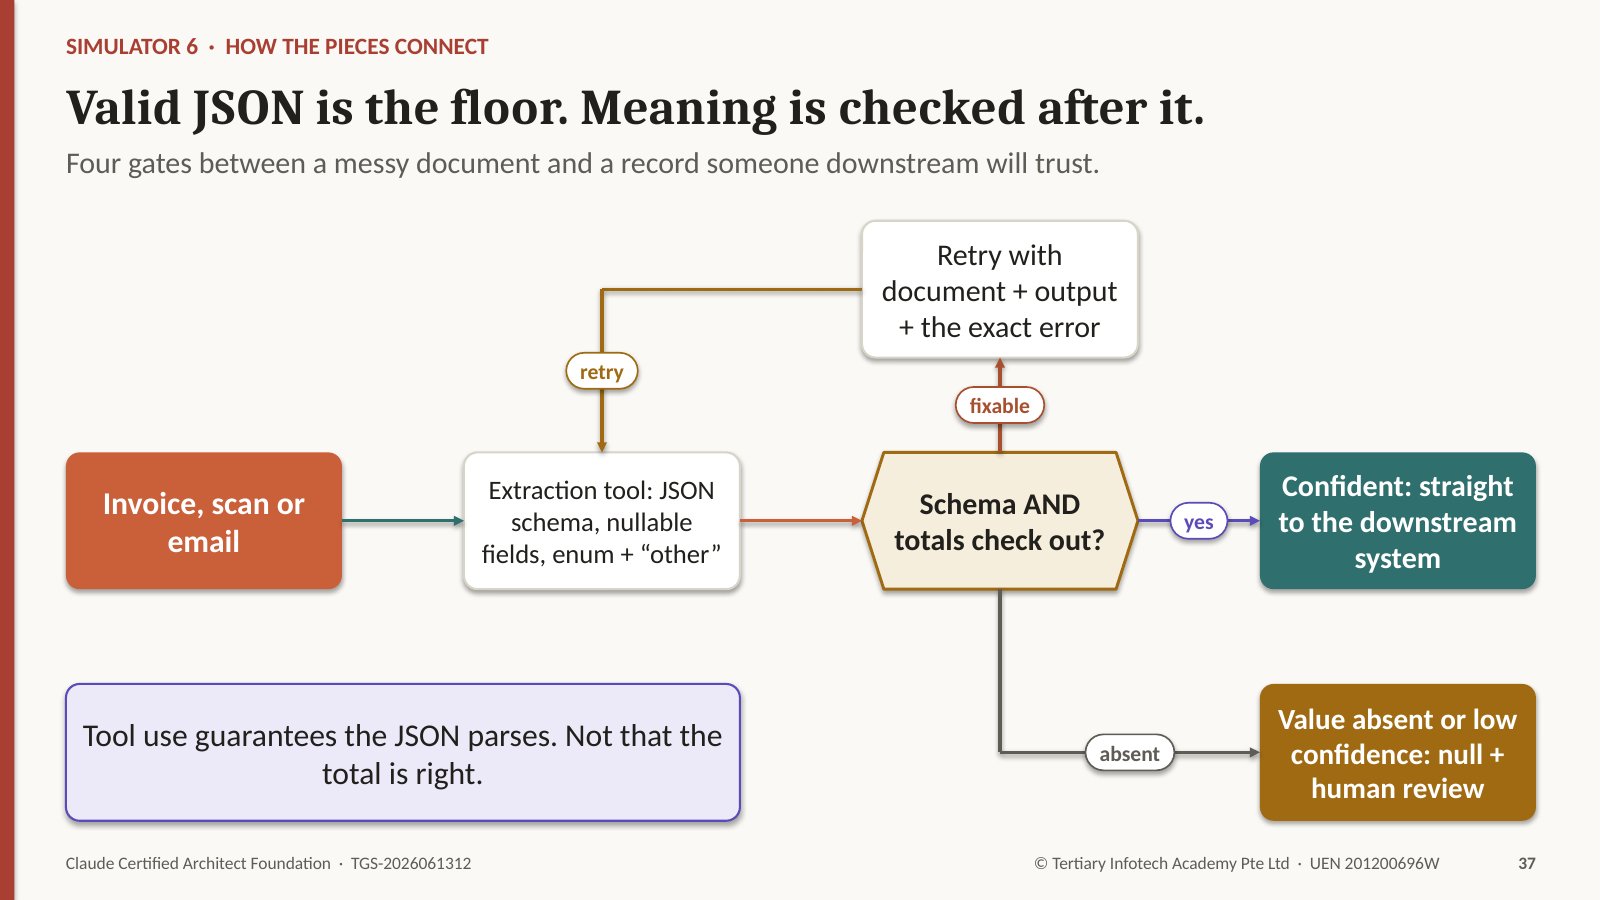 SIMULATOR 6 · HOW THE PIECES CONNECT
Valid JSON is the floor. Meaning is checked after it.
Four gates between a messy document and a record someone downstream will trust.
Retry with
document + output
+ the exact error
retry
fixable
Invoice, scan or
email
Extraction tool: JSON
schema, nullable
fields, enum + “other”
Schema AND
totals check out?
yes
Confident: straight
to the downstream
system
Tool use guarantees the JSON parses. Not that the
total is right.
absent
Value absent or low
confidence: null +
human review
Claude Certified Architect Foundation · TGS-2026061312
© Tertiary Infotech Academy Pte Ltd · UEN 201200696W
37